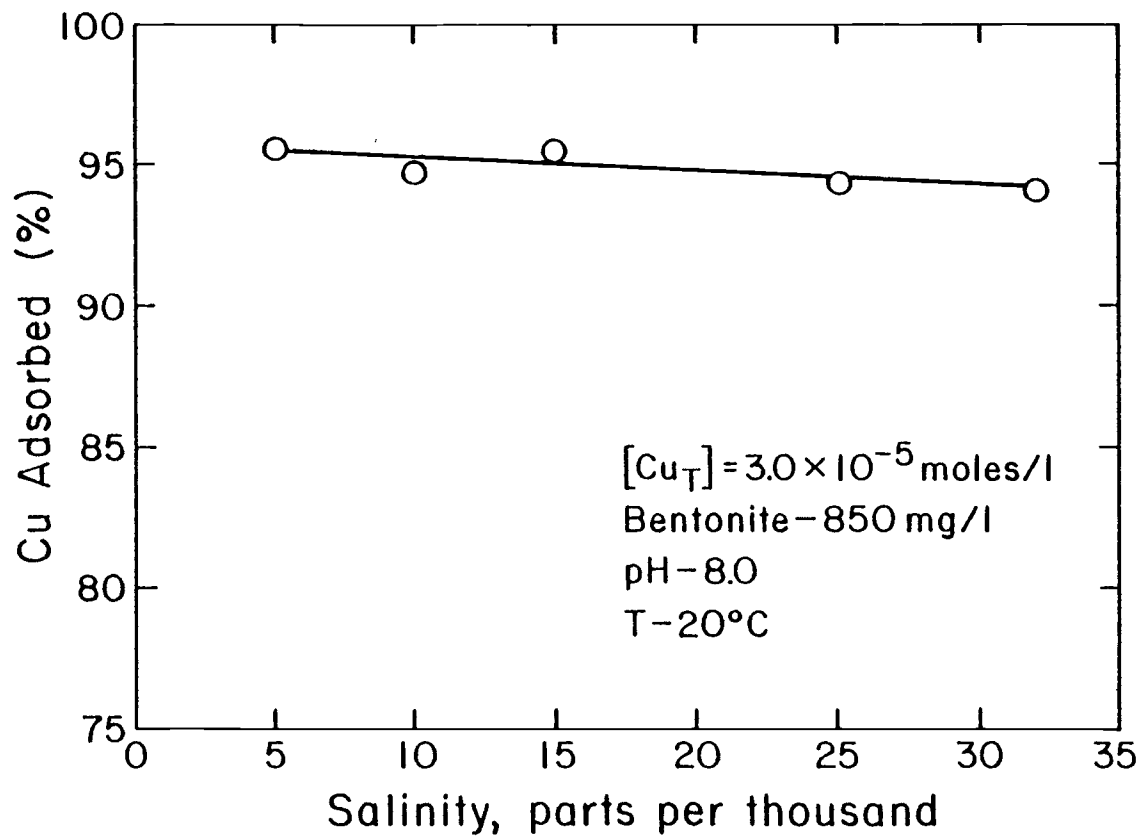 100
95
90
85
80
75
Cu Adsorbed (%)
[Cu_T] = 3.0 × 10⁻⁵ moles/l
Bentonite – 850 mg/l
pH – 8.0
T – 20°C
0 5 10 15 20 25 30 35
Salinity, parts per thousand